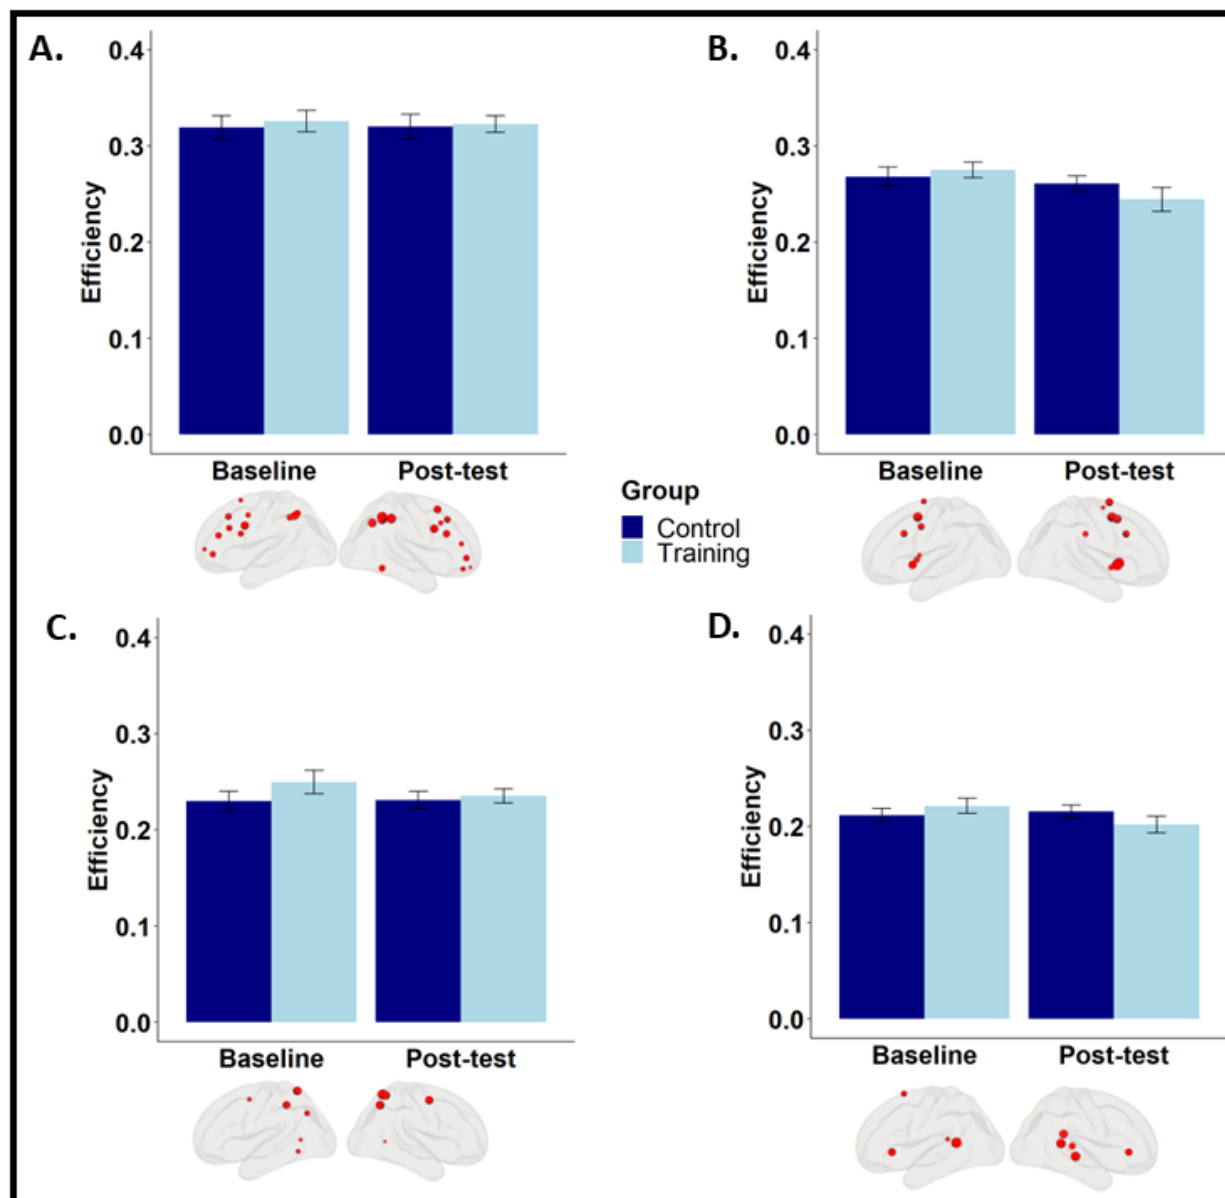 A.
0.4
0.3
0.2
0.1
0.0
Efficiency
Baseline Post-test
B.
0.4
0.3
0.2
0.1
0.0
Efficiency
Baseline Post-test
Group
Control
Training
C.
0.4
0.3
0.2
0.1
0.0
Efficiency
Baseline Post-test
D.
0.4
0.3
0.2
0.1
0.0
Efficiency
Baseline Post-test